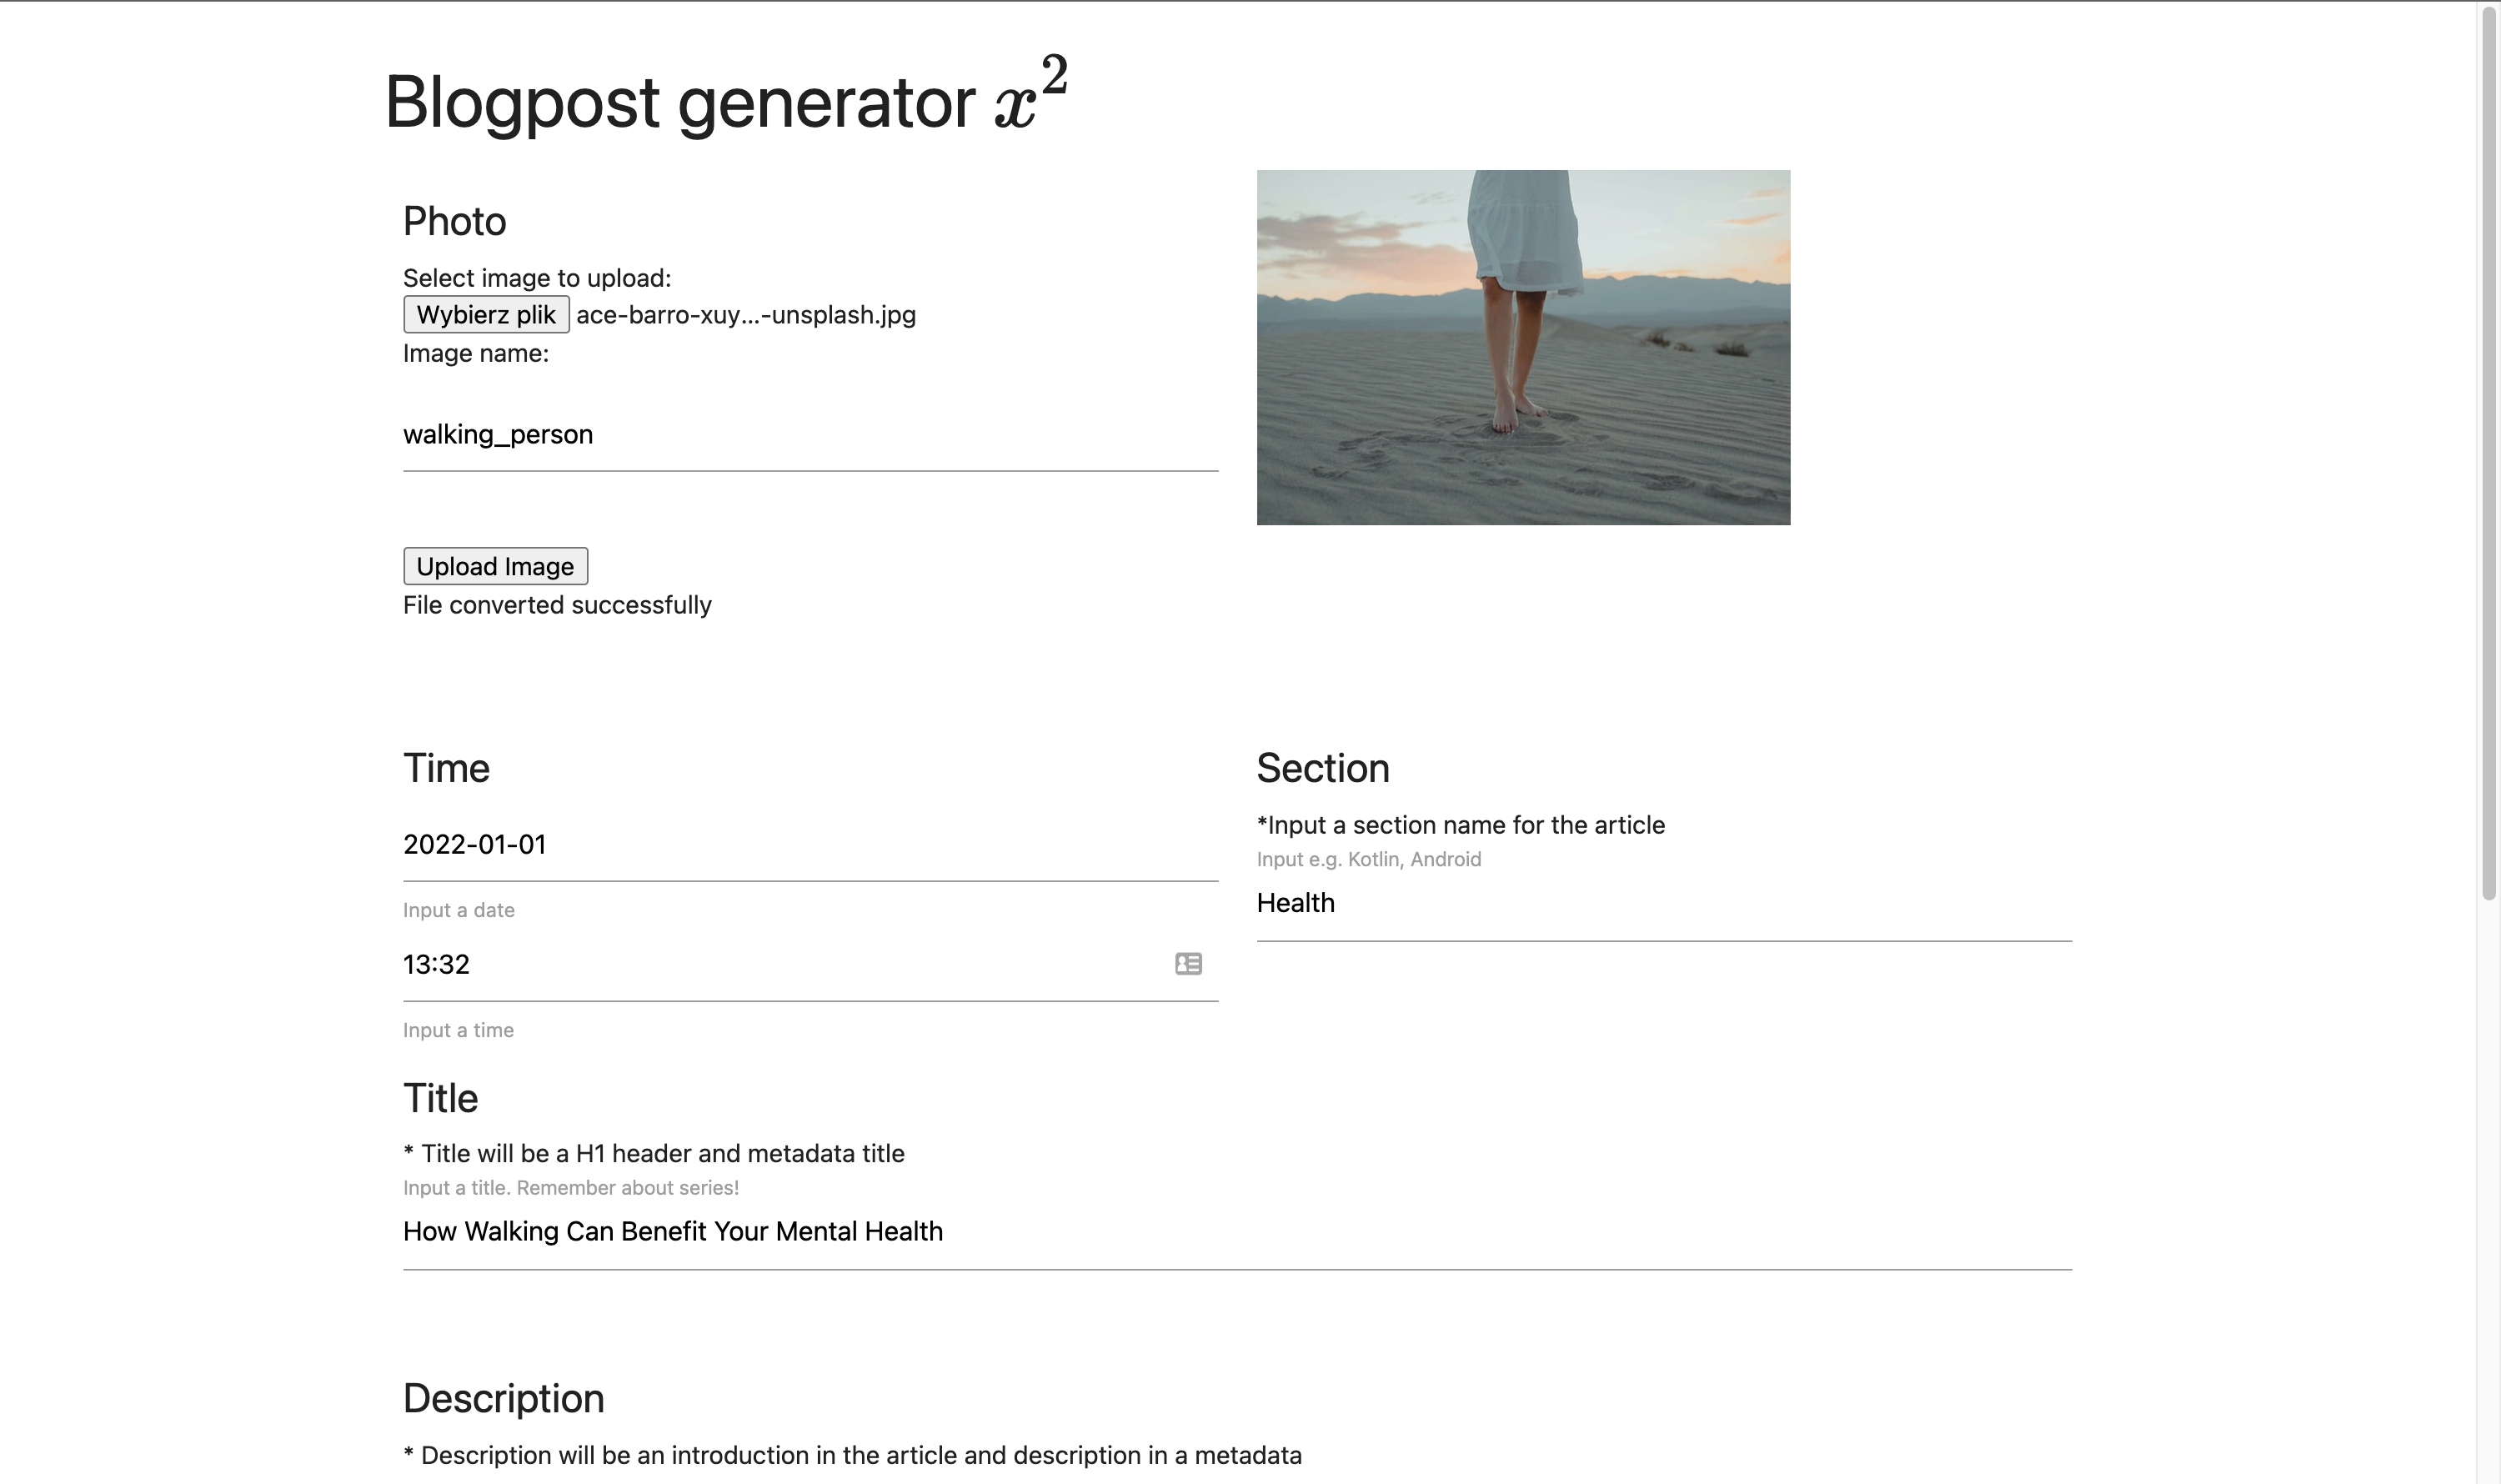 Blogpost generator x²
Photo
Select image to upload:
Wybierz plik ace-barro-xuy...-unsplash.jpg
Image name:
walking_person
Upload Image
File converted successfully
Time
2022-01-01
Input a date
13:32
Input a time
Section
*Input a section name for the article
Input e.g. Kotlin, Android
Health
Title
* Title will be a H1 header and metadata title
Input a title. Remember about series!
How Walking Can Benefit Your Mental Health
Description
* Description will be an introduction in the article and description in a metadata